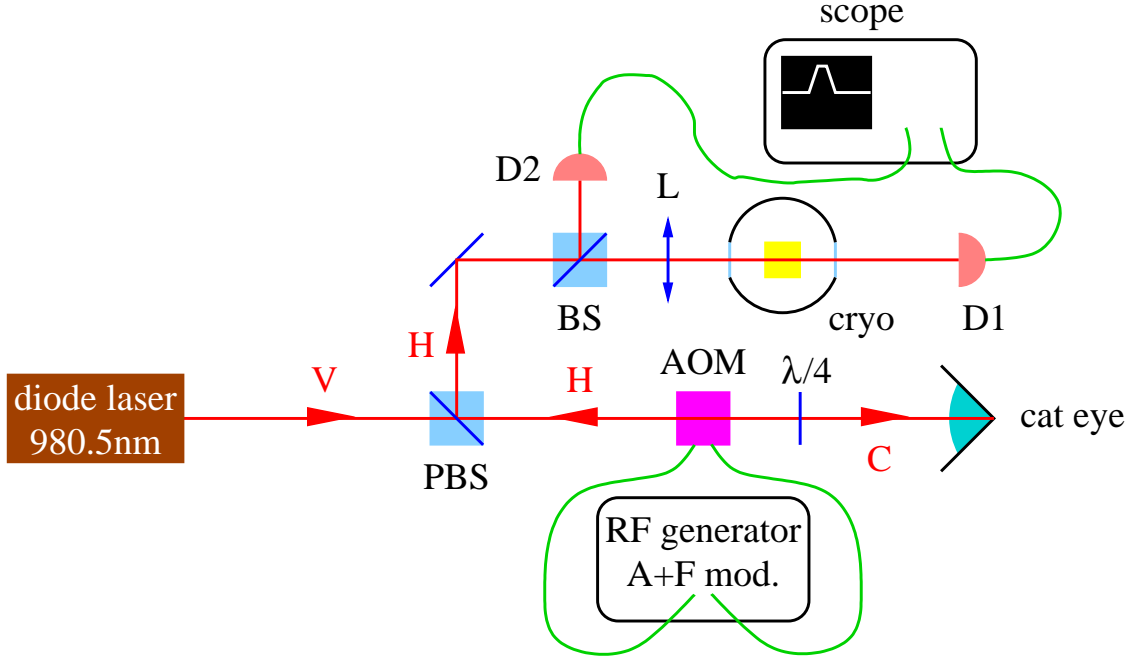 scope
D2
L
BS
cryo
D1
H
V
H
AOM
λ/4
diode laser
980.5nm
PBS
C
cat eye
RF generator
A+F mod.